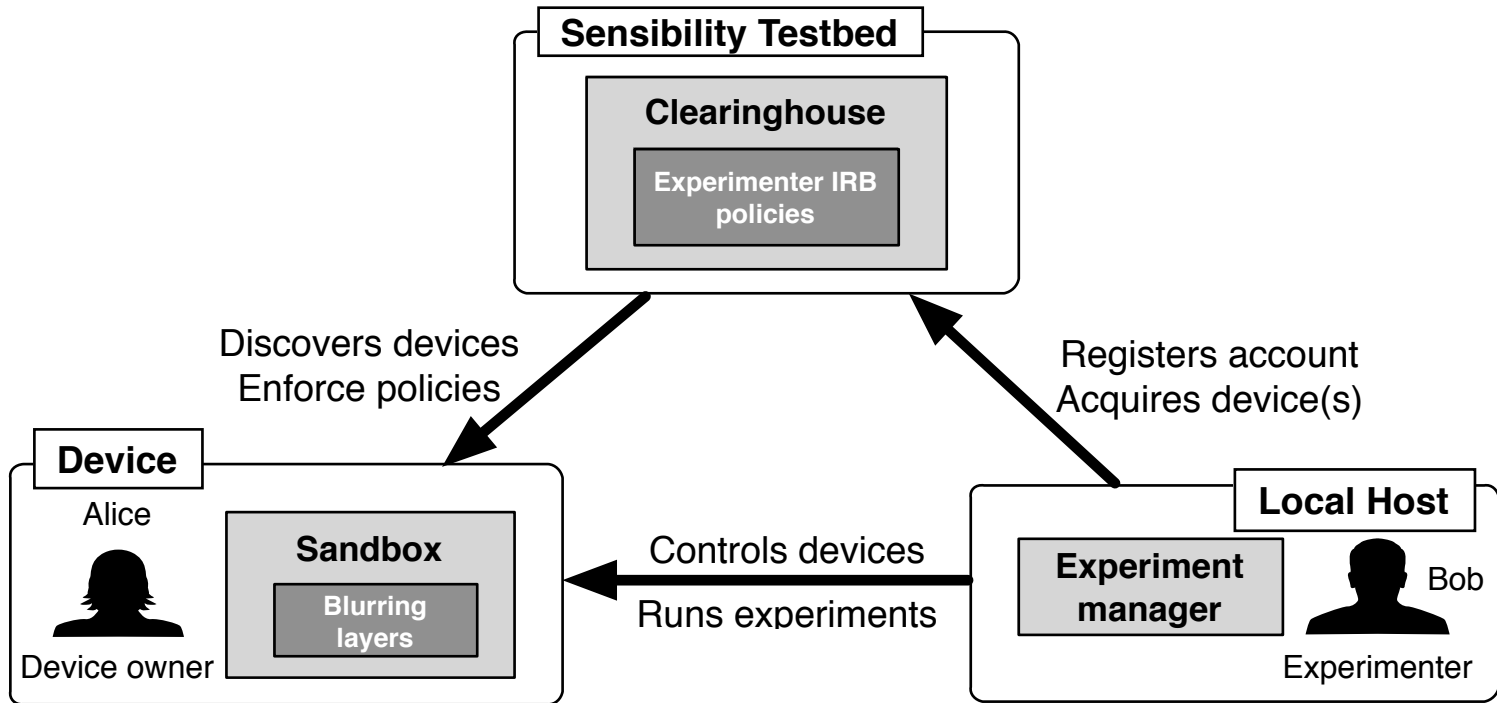 Sensibility Testbed
Clearinghouse
Experimenter IRB
policies
Discovers devices
Enforce policies
Registers account
Acquires device(s)
Device
Alice
Sandbox
Blurring
layers
Device owner
Controls devices
Runs experiments
Local Host
Experiment
manager
Bob
Experimenter